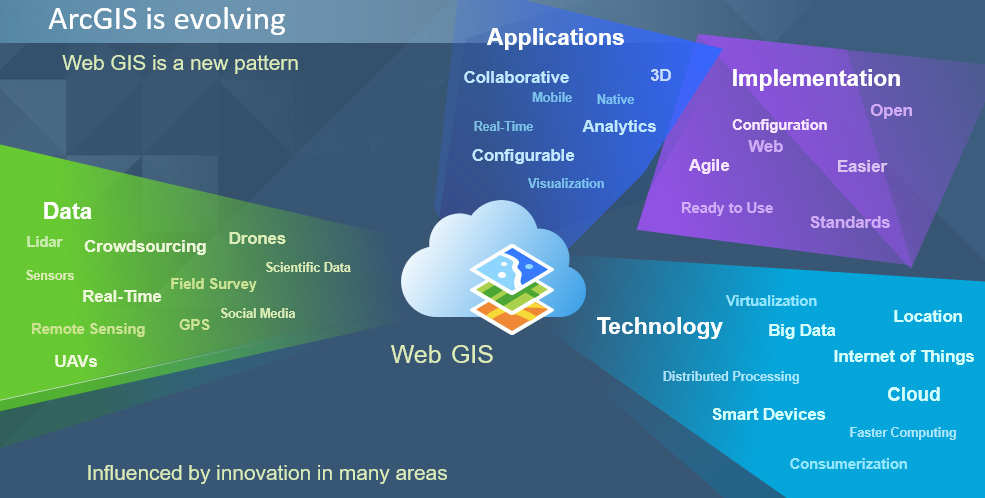 ArcGIS is evolving
Web GIS is a new pattern
Applications
Collaborative
3D
Mobile
Native
Real-Time
Analytics
Configurable
Visualization
Implementation
Open
Configuration
Web
Agile
Easier
Ready to Use
Standards
Data
Lidar
Crowdsourcing
Drones
Sensors
Scientific Data
Real-Time
Field Survey
Remote Sensing
GPS
Social Media
UAVs
Web GIS
Technology
Virtualization
Big Data
Location
Internet of Things
Distributed Processing
Cloud
Smart Devices
Faster Computing
Consumerization
Influenced by innovation in many areas